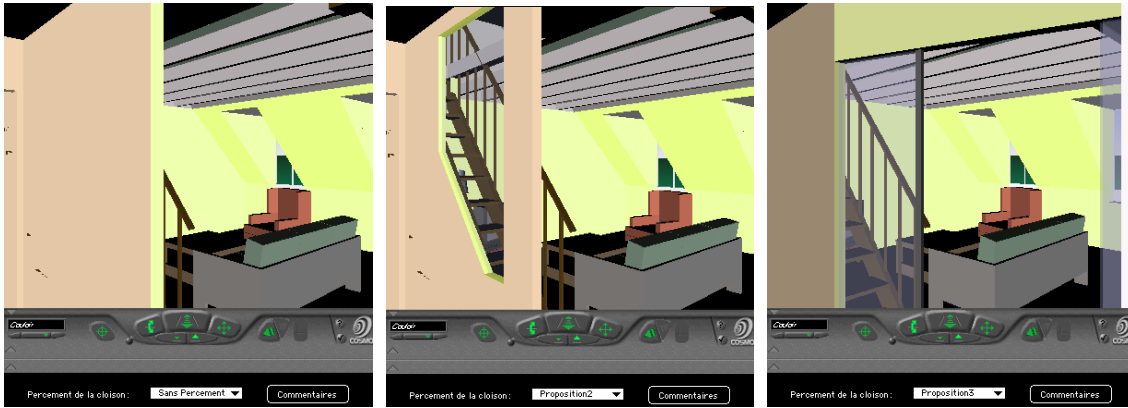 Couloir
?
COSMO
Percement de la cloison: Sans Percement Commentaires
Couloir
?
COSMO
Percement de la cloison: Proposition2 Commentaires
Couloir
?
COSMO
Percement de la cloison: Proposition3 Commentaires